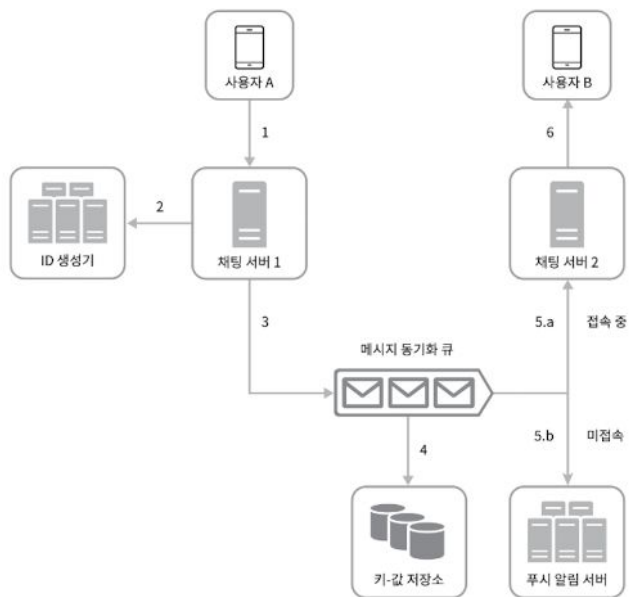 사용자 A
사용자 B
1
6
2
ID 생성기
채팅 서버 1
채팅 서버 2
3
5.a
접속 중
메시지 동기화 큐
4
5.b
미접속
키-값 저장소
푸시 알림 서버